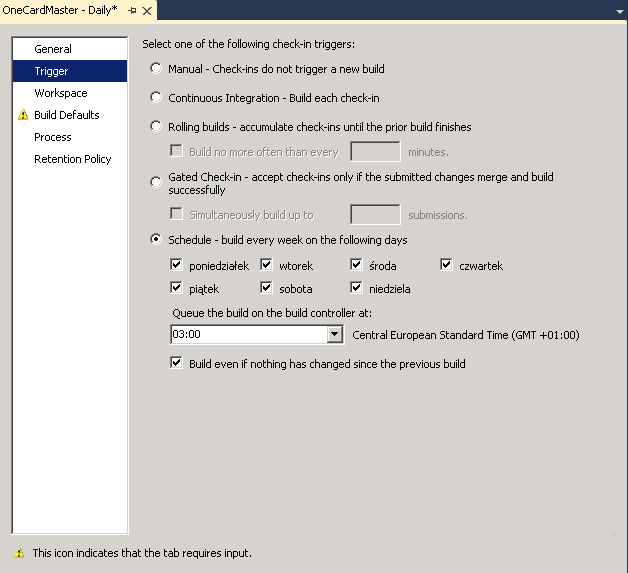 OneCardMaster - Daily*
General
Trigger
Workspace
Build Defaults
Process
Retention Policy
Select one of the following check-in triggers:
Manual - Check-ins do not trigger a new build
Continuous Integration - Build each check-in
Rolling builds - accumulate check-ins until the prior build finishes
Build no more often than every minutes.
Gated Check-in - accept check-ins only if the submitted changes merge and build
successfully
Simultaneously build up to submissions.
Schedule - build every week on the following days
poniedziałek wtorek środa czwartek
piątek sobota niedziela
Queue the build on the build controller at:
03:00 Central European Standard Time (GMT +01:00)
Build even if nothing has changed since the previous build
This icon indicates that the tab requires input.